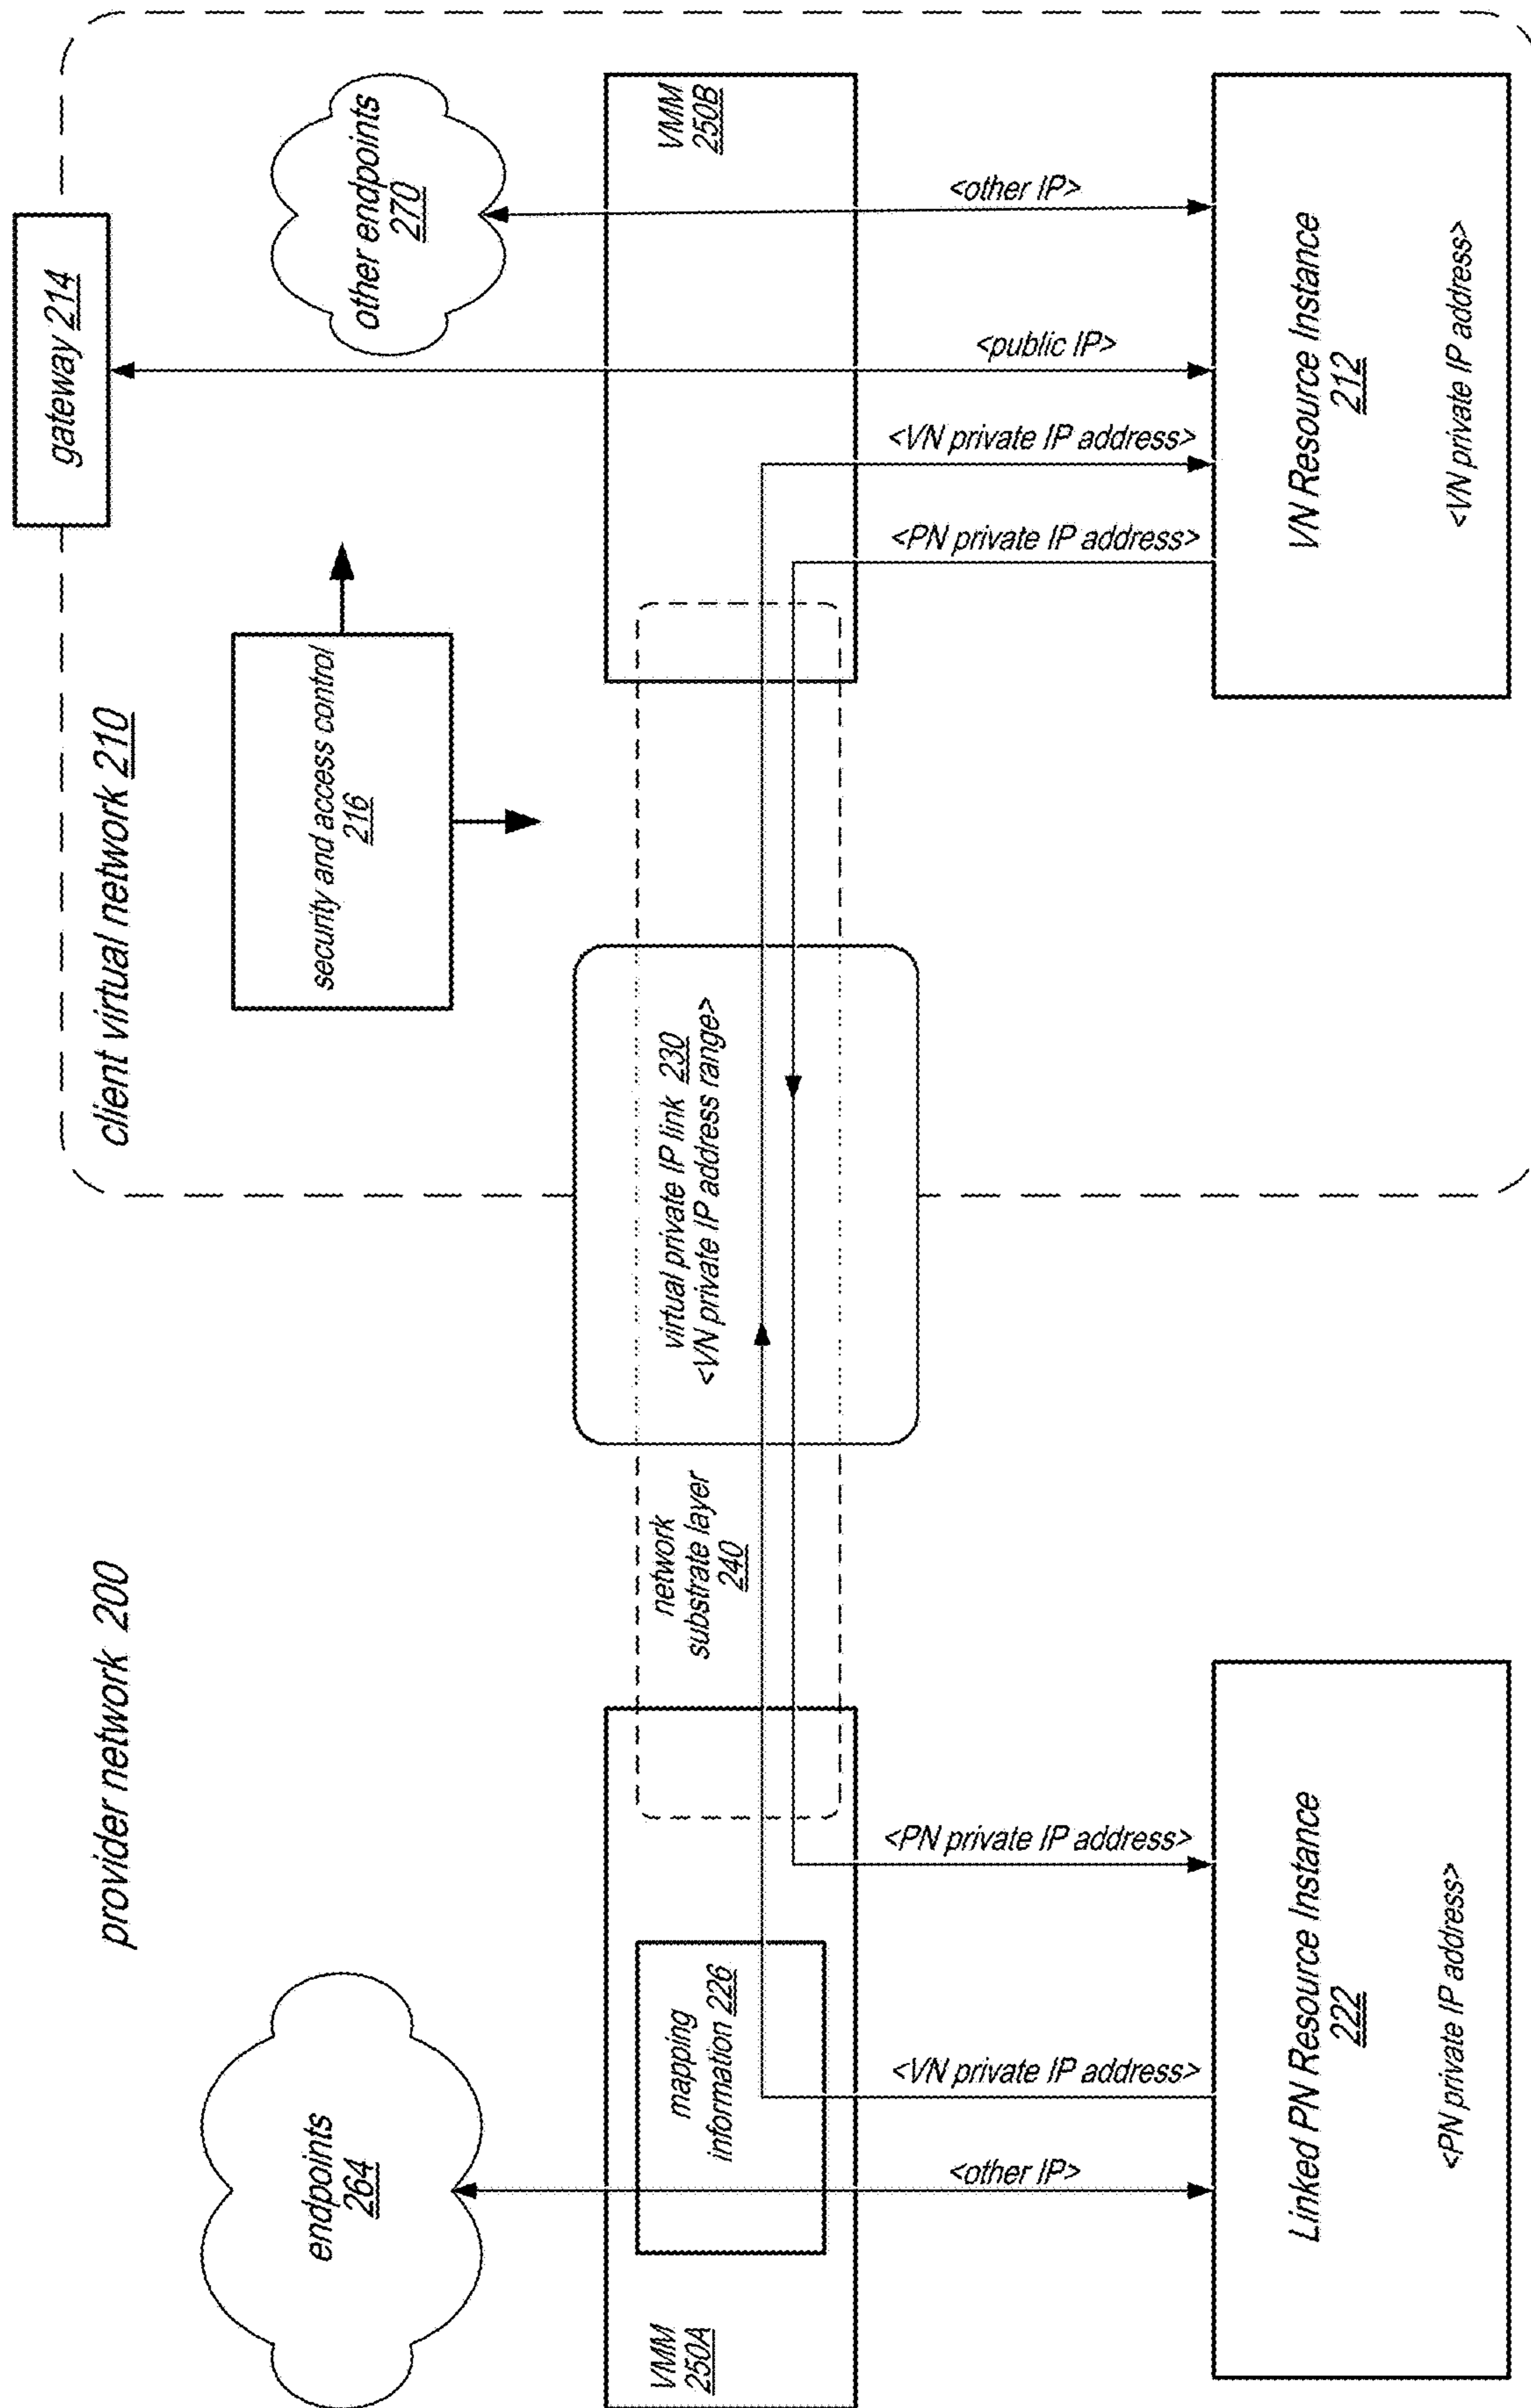 provider network 200
client virtual network 210
gateway 214
endpoints
264
security and access control
216
other endpoints
270
VMM
250A
mapping
information 226
network
substrate layer
240
virtual private IP link 230
<VN private IP address range>
VMM
250B
<other IP>
<VN private IP address>
<PN private IP address>
<PN private IP address>
<VN private IP address>
<public IP>
<other IP>
Linked PN Resource Instance
222
<PN private IP address>
VN Resource Instance
212
<VN private IP address>